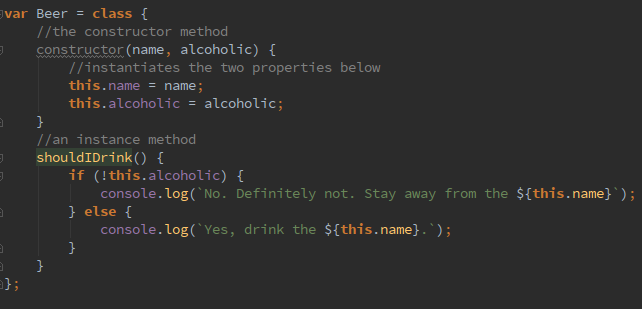 var Beer = class {
    //the constructor method
    constructor(name, alcoholic) {
        //instantiates the two properties below
        this.name = name;
        this.alcoholic = alcoholic;
    }
    //an instance method
    shouldIDrink() {
        if (!this.alcoholic) {
            console.log(`No. Definitely not. Stay away from the ${this.name}`);
        } else {
            console.log(`Yes, drink the ${this.name}.`);
        }
    }
};